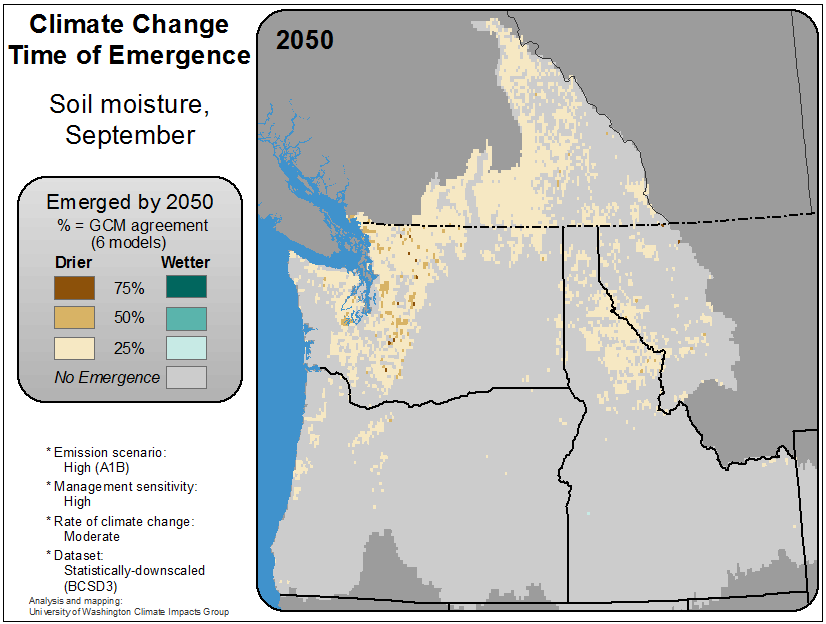 Climate Change
Time of Emergence
Soil moisture,
September
Emerged by 2050
% = GCM agreement
(6 models)
Drier Wetter
75%
50%
25%
No Emergence
* Emission scenario:
High (A1B)
* Management sensitivity:
High
* Rate of climate change:
Moderate
* Dataset:
Statistically-downscaled
(BCSD3)
Analysis and mapping:
University of Washington Climate Impacts Group
2050